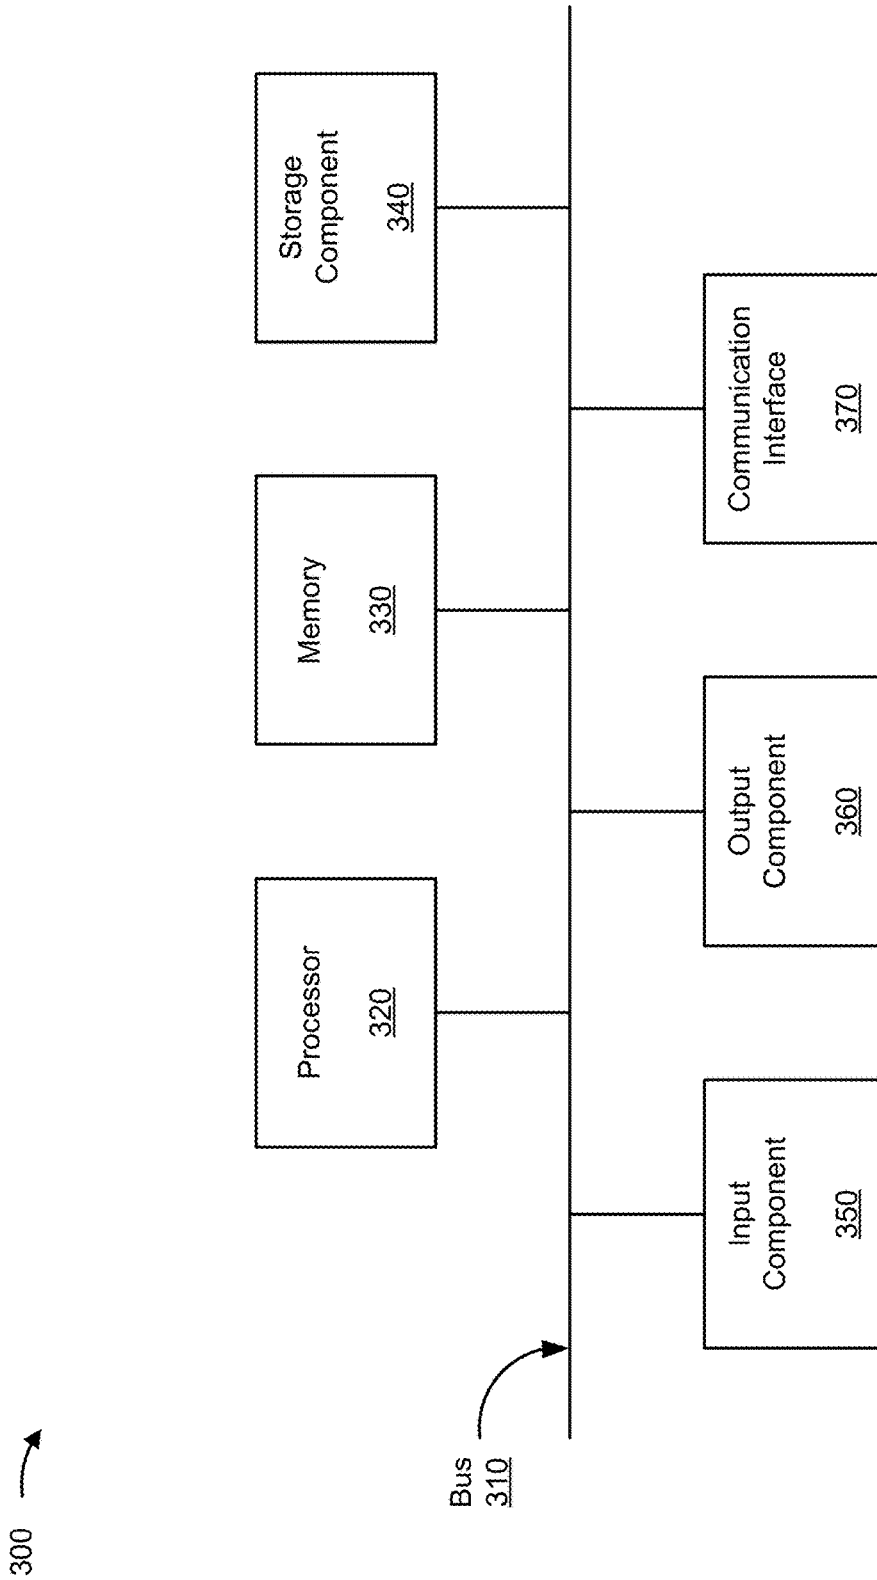 300
Processor
320
Memory
330
Storage
Component
340
Bus
310
Input
Component
350
Output
Component
360
Communication
Interface
370